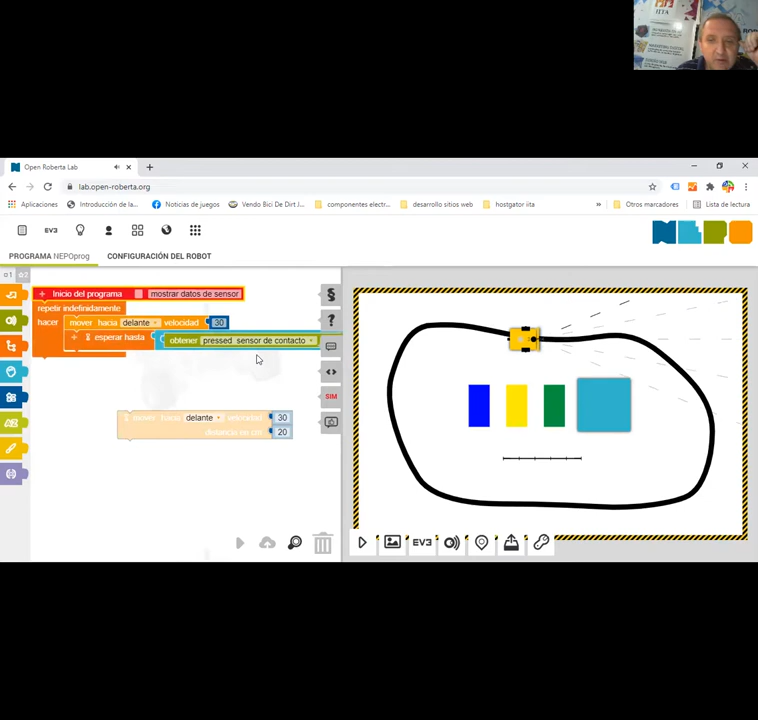 IITA
Open Roberta Lab
lab.open-roberta.org
Aplicaciones
Introducción de la...
Noticias de juegos
Vendo Bici De Dirt J...
componentes electr...
desarrollo sitios web
hostgator iita
»
Otros marcadores
Lista de lectura
EV3
PROGRAMA NEPOprog
CONFIGURACIÓN DEL ROBOT
1 2
+ Inicio del programa mostrar datos de sensor
repetir indefinidamente
hacer mover hacia delante velocidad 30
+ esperar hasta obtener pressed sensor de contacto
SIM
mover hacia delante velocidad 30
distancia en cm 20
EV3